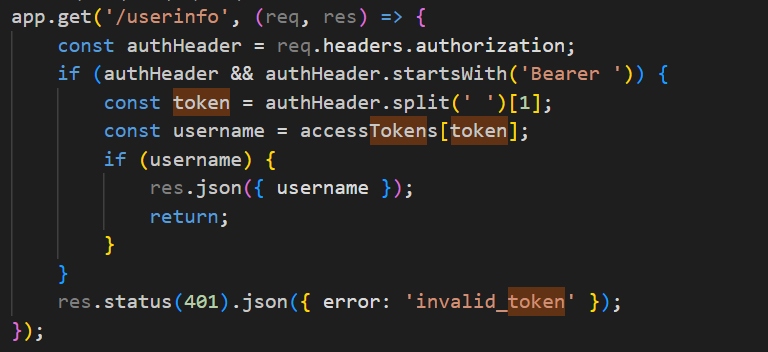 app.get('/userinfo', (req, res) => {
    const authHeader = req.headers.authorization;
    if (authHeader && authHeader.startsWith('Bearer ')) {
        const token = authHeader.split(' ')[1];
        const username = accessTokens[token];
        if (username) {
            res.json({ username });
            return;
        }
    }
    res.status(401).json({ error: 'invalid_token' });
});